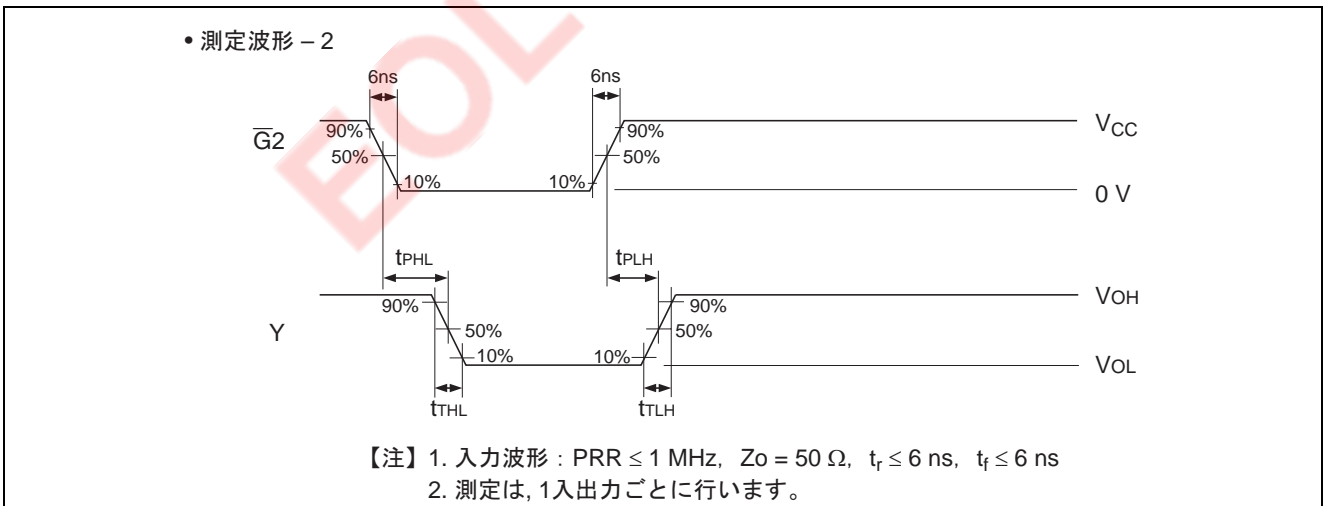 • 測定波形 – 2
6ns 6ns
G̅2 90% 90% VCC
50% 50%
10% 10% 0 V
tPHL tPLH
90% 90% VOH
Y 50% 50%
10% 10% VOL
tTHL tTLH
【注】 1. 入力波形：PRR ≤ 1 MHz, Zo = 50 Ω, tr ≤ 6 ns, tf ≤ 6 ns
2. 測定は, 1入出力ごとに行います。
EOL